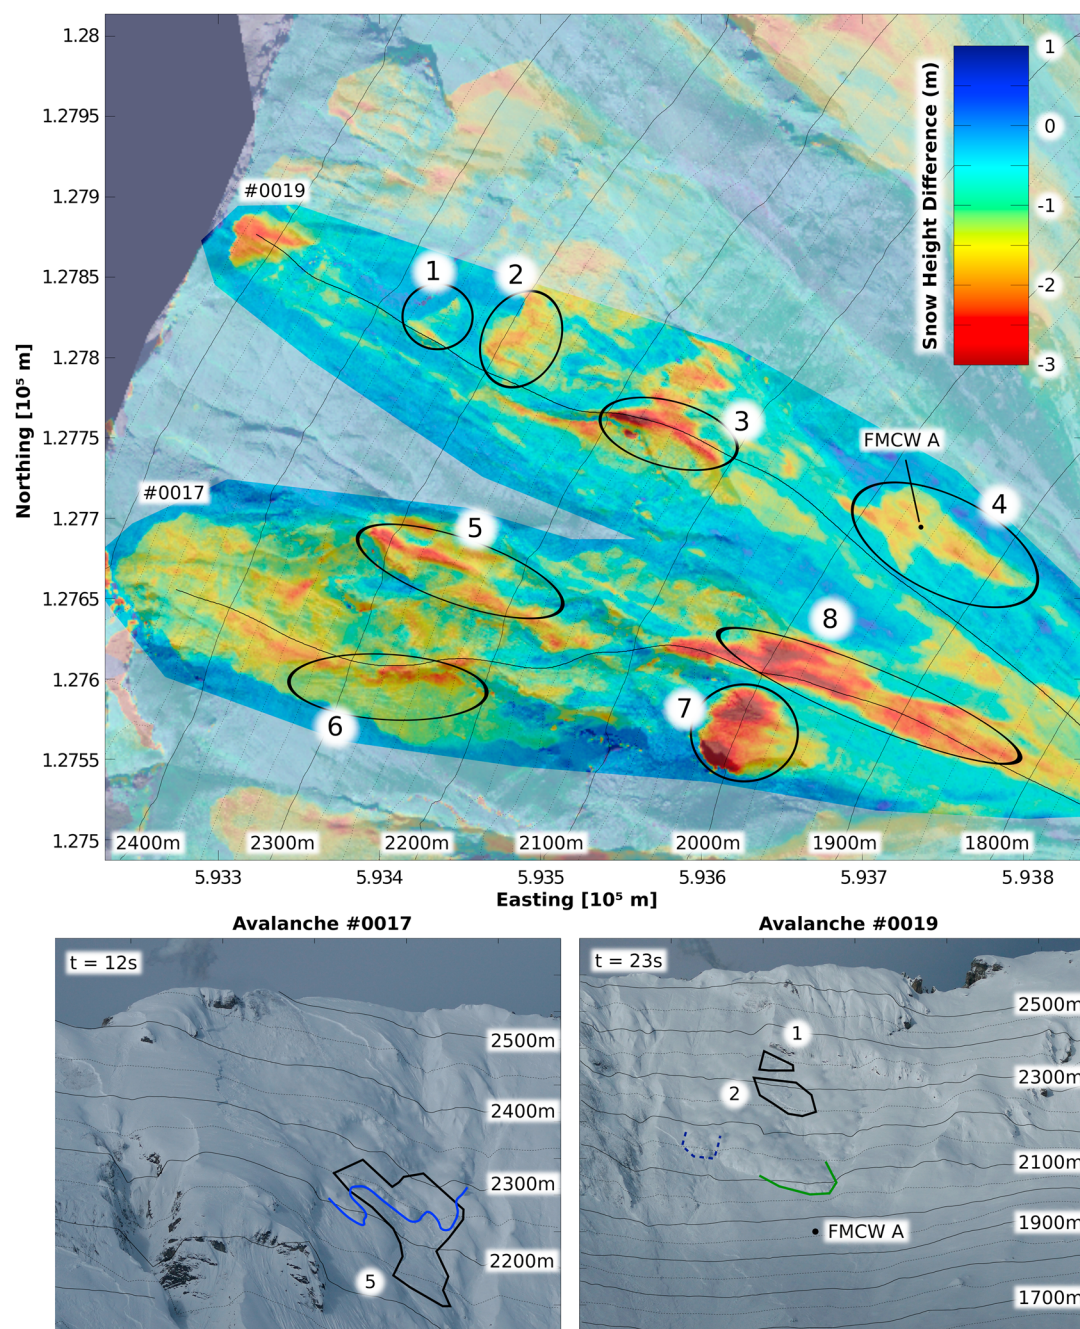 1.28
1.2795
1.279
1.2785
1.278
1.2775
1.277
1.2765
1.276
1.2755
1.275
Northing [10⁵ m]
#0019
#0017
1
2
3
4
5
6
7
8
FMCW A
Snow Height Difference (m)
1
0
-1
-2
-3
2400m
2300m
2200m
2100m
2000m
1900m
1800m
5.933
5.934
5.935
5.936
5.937
5.938
Easting [10⁵ m]
Avalanche #0017
t = 12s
2500m
2400m
2300m
2200m
5
Avalanche #0019
t = 23s
2500m
1
2300m
2
2100m
1900m
FMCW A
1700m